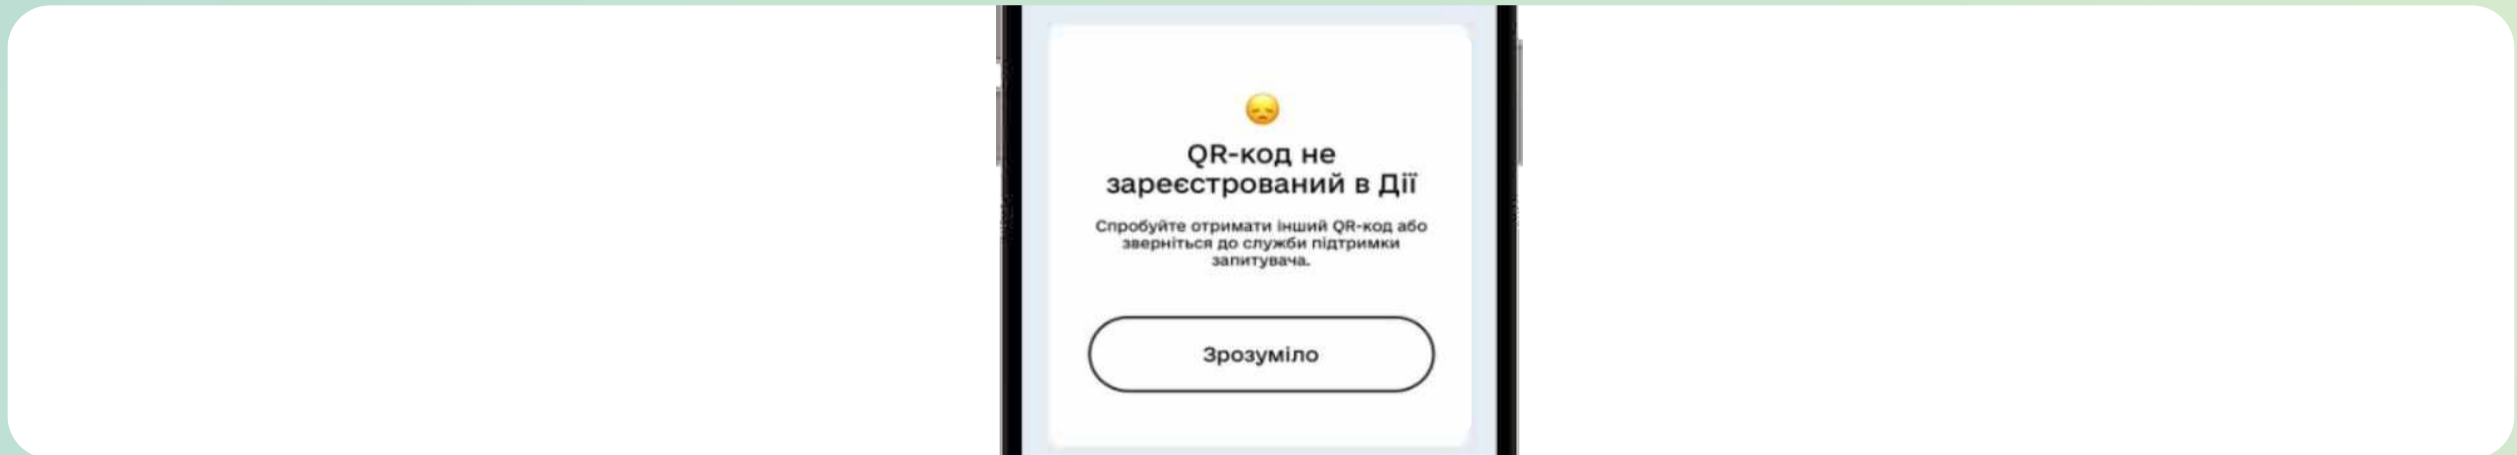 QR-код не
зареєстрований в Дії
Спробуйте отримати інший QR-код або
зверніться до служби підтримки
запитувача.
Зрозуміло